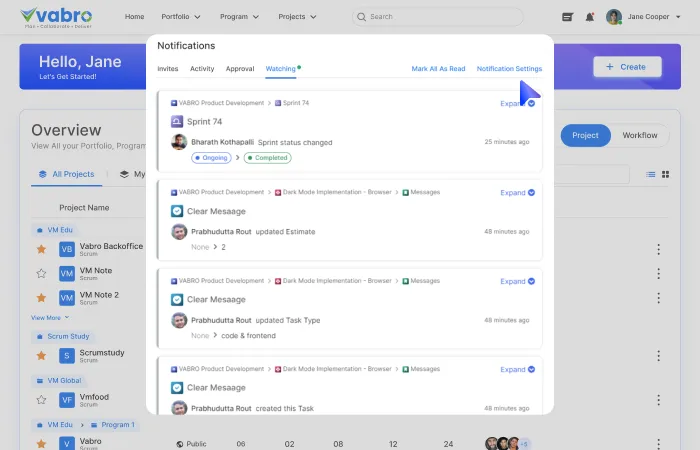 vabro
Plan • Collaborate • Deliver
Home
Portfolio
Program
Projects
Search
Jane Cooper
Hello, Jane
Let's Get Started!
+ Create
Overview
View All your Portfolio, Program
Project
Workflow
All Projects
My
Project Name
VM Edu
VB
Vabro Backoffice
Scrum
VM
VM Note
Scrum
VM
VM Note 2
Scrum
View More
Scrum Study
S
Scrumstudy
Scrum
VM Global
VF
Vmfood
Scrum
VM Edu > Program 1
V
Vabro
Scrum
Public
06
02
08
12
24
+5
Notifications
Invites
Activity
Approval
Watching
Mark All As Read
Notification Settings
VABRO Product Development > Sprint 74
Expand
Sprint 74
Bharath Kothapalli Sprint status changed
25 minutes ago
Ongoing > Completed
VABRO Product Development > Dark Mode Implementation - Browser > Messages
Expand
Clear Mesaage
Prabhudutta Rout updated Estimate
48 minutes ago
None > 2
VABRO Product Development > Dark Mode Implementation - Browser > Messages
Expand
Clear Mesaage
Prabhudutta Rout updated Task Type
48 minutes ago
None > code & frontend
VABRO Product Development > Dark Mode Implementation - Browser > Messages
Expand
Clear Mesaage
Prabhudutta Rout created this Task
48 minutes ago